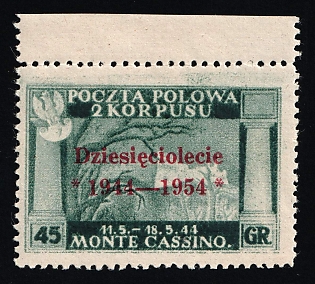 POCZTA POLOWA
2 KORPUSU
Dziesięciolecie
* 1944—1954 *
11.5.–18.5.44
45 GR
MONTE CASSINO.